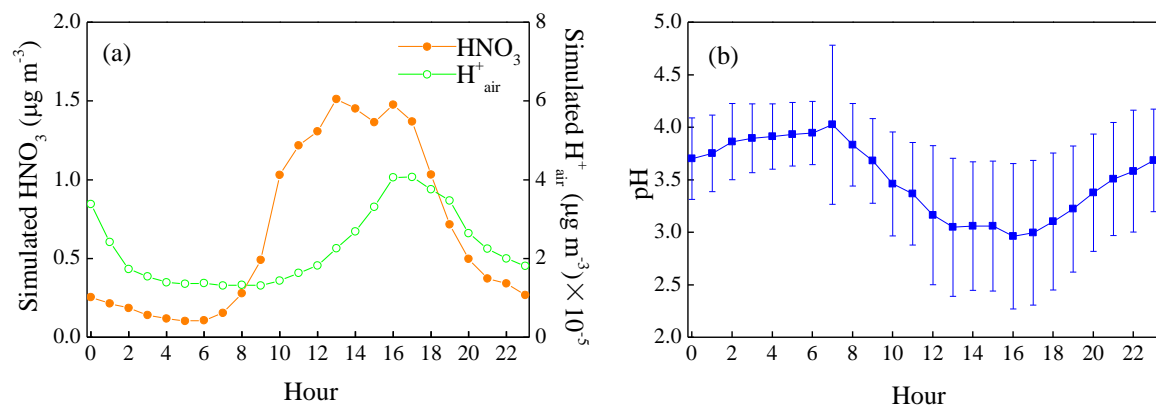 (a)
HNO3
H+air
Simulated HNO3 (μg m-3)
2.0
1.5
1.0
0.5
0.0
8
6
4
2
0
Simulated H+air (μg m-3)× 10-5
0 2 4 6 8 10 12 14 16 18 20 22
Hour
(b)
pH
5.0
4.5
4.0
3.5
3.0
2.5
2.0
0 2 4 6 8 10 12 14 16 18 20 22
Hour